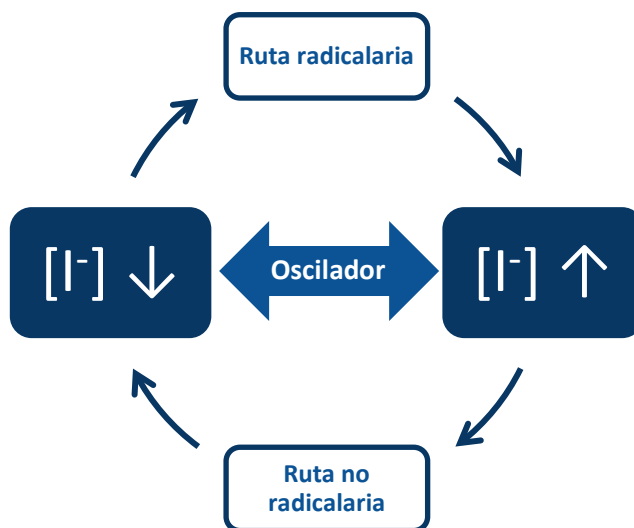 Ruta radicalaria
[I-] ↓
Oscilador
[I-] ↑
Ruta no
radicalaria